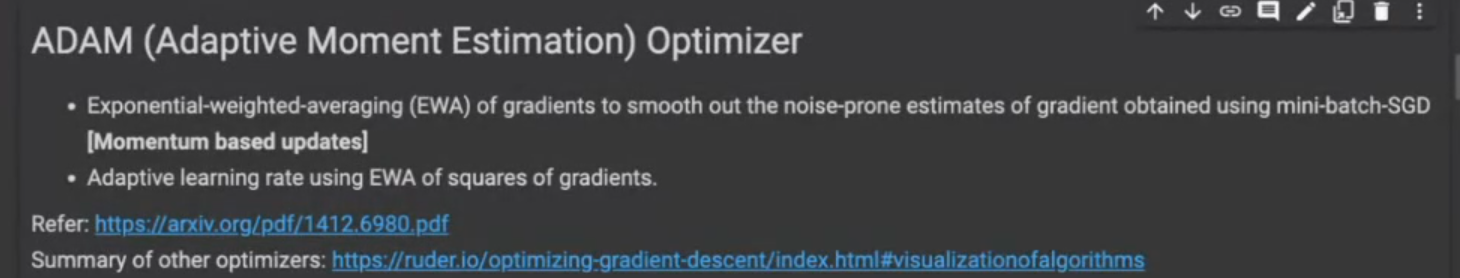 ADAM (Adaptive Moment Estimation) Optimizer
• Exponential-weighted-averaging (EWA) of gradients to smooth out the noise-prone estimates of gradient obtained using mini-batch-SGD
[Momentum based updates]
• Adaptive learning rate using EWA of squares of gradients.
Refer: https://arxiv.org/pdf/1412.6980.pdf
Summary of other optimizers: https://ruder.io/optimizing-gradient-descent/index.html#visualizationofalgorithms